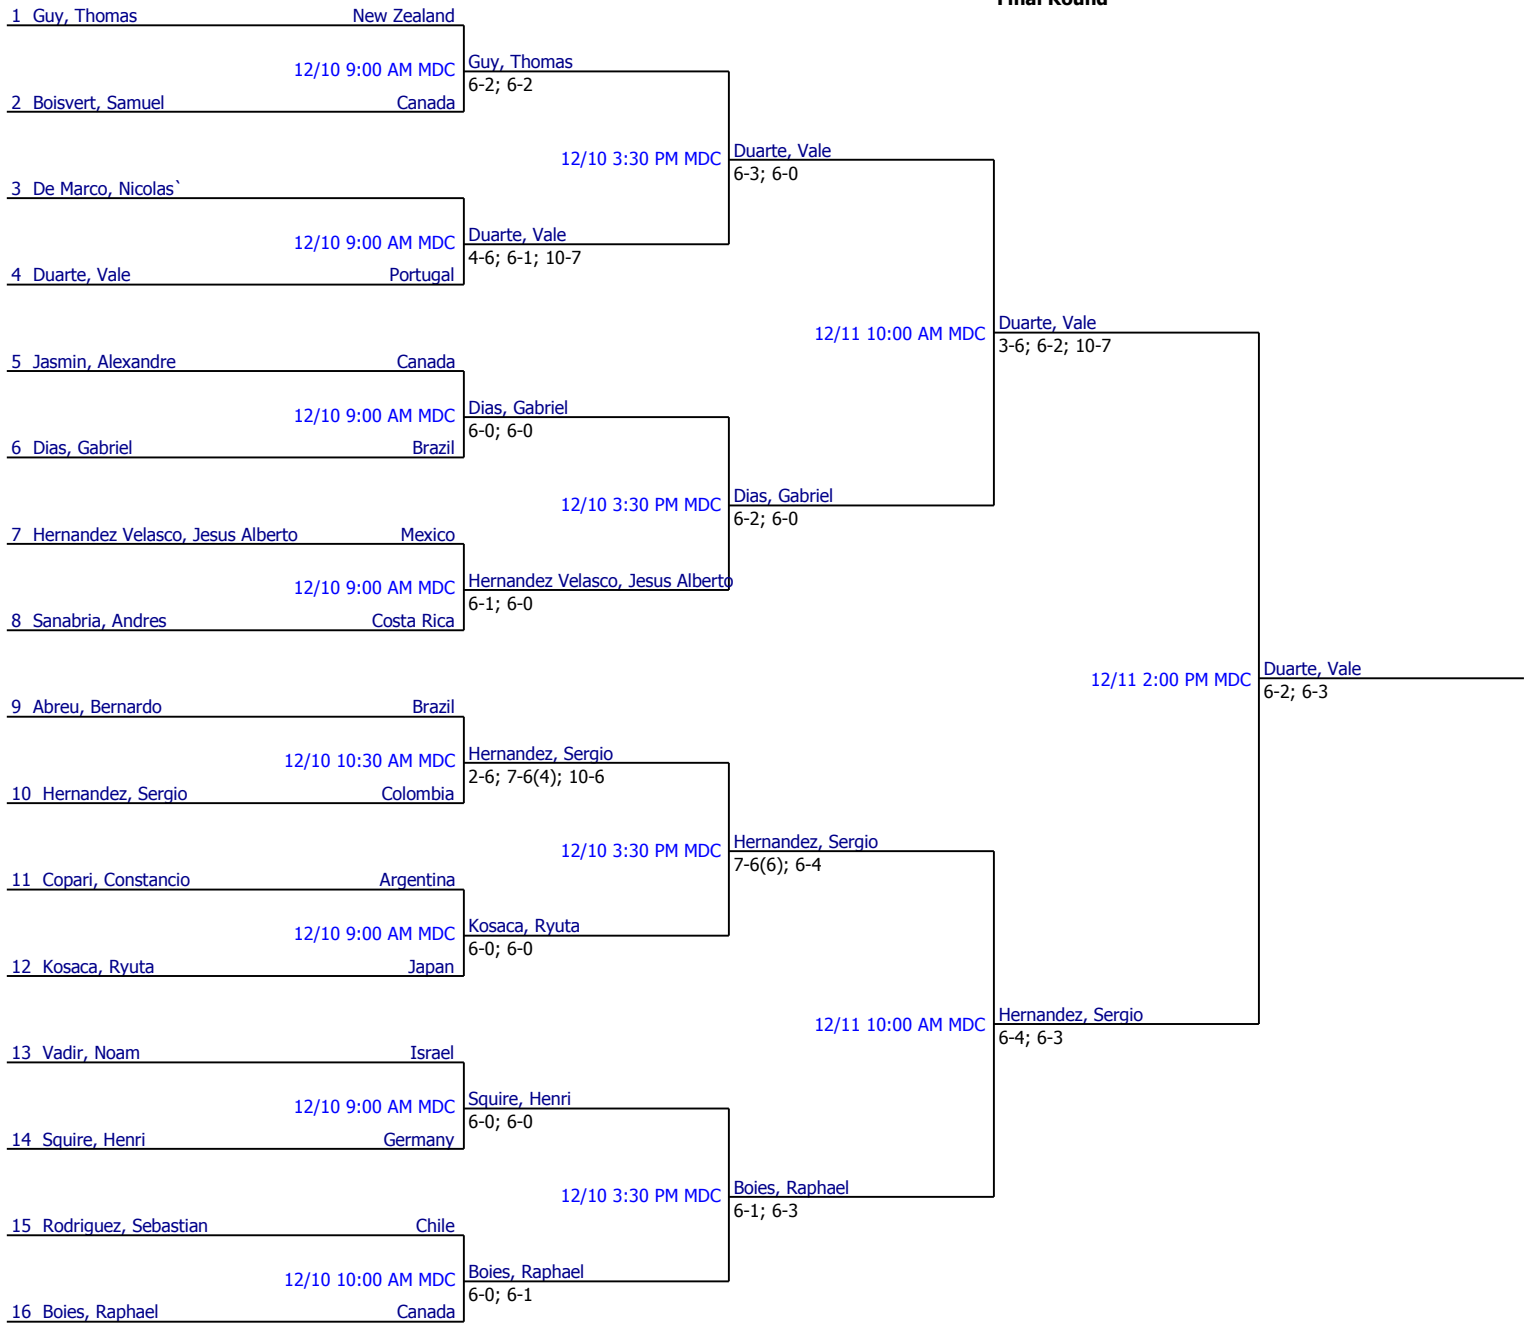 Final Round
1 Guy, Thomas New Zealand
12/10 9:00 AM MDC Guy, Thomas
6-2; 6-2
2 Boisvert, Samuel Canada
12/10 3:30 PM MDC Duarte, Vale
6-3; 6-0
3 De Marco, Nicolas`
12/10 9:00 AM MDC Duarte, Vale
4-6; 6-1; 10-7
4 Duarte, Vale Portugal
12/11 10:00 AM MDC Duarte, Vale
3-6; 6-2; 10-7
5 Jasmin, Alexandre Canada
12/10 9:00 AM MDC Dias, Gabriel
6-0; 6-0
6 Dias, Gabriel Brazil
12/10 3:30 PM MDC Dias, Gabriel
6-2; 6-0
7 Hernandez Velasco, Jesus Alberto Mexico
12/10 9:00 AM MDC Hernandez Velasco, Jesus Alberto
6-1; 6-0
8 Sanabria, Andres Costa Rica
12/11 2:00 PM MDC Duarte, Vale
6-2; 6-3
9 Abreu, Bernardo Brazil
12/10 10:30 AM MDC Hernandez, Sergio
2-6; 7-6(4); 10-6
10 Hernandez, Sergio Colombia
12/10 3:30 PM MDC Hernandez, Sergio
7-6(6); 6-4
11 Copari, Constancio Argentina
12/10 9:00 AM MDC Kosaca, Ryuta
6-0; 6-0
12 Kosaca, Ryuta Japan
12/11 10:00 AM MDC Hernandez, Sergio
6-4; 6-3
13 Vadir, Noam Israel
12/10 9:00 AM MDC Squire, Henri
6-0; 6-0
14 Squire, Henri Germany
12/10 3:30 PM MDC Boies, Raphael
6-1; 6-3
15 Rodriguez, Sebastian Chile
12/10 10:00 AM MDC Boies, Raphael
6-0; 6-1
16 Boies, Raphael Canada